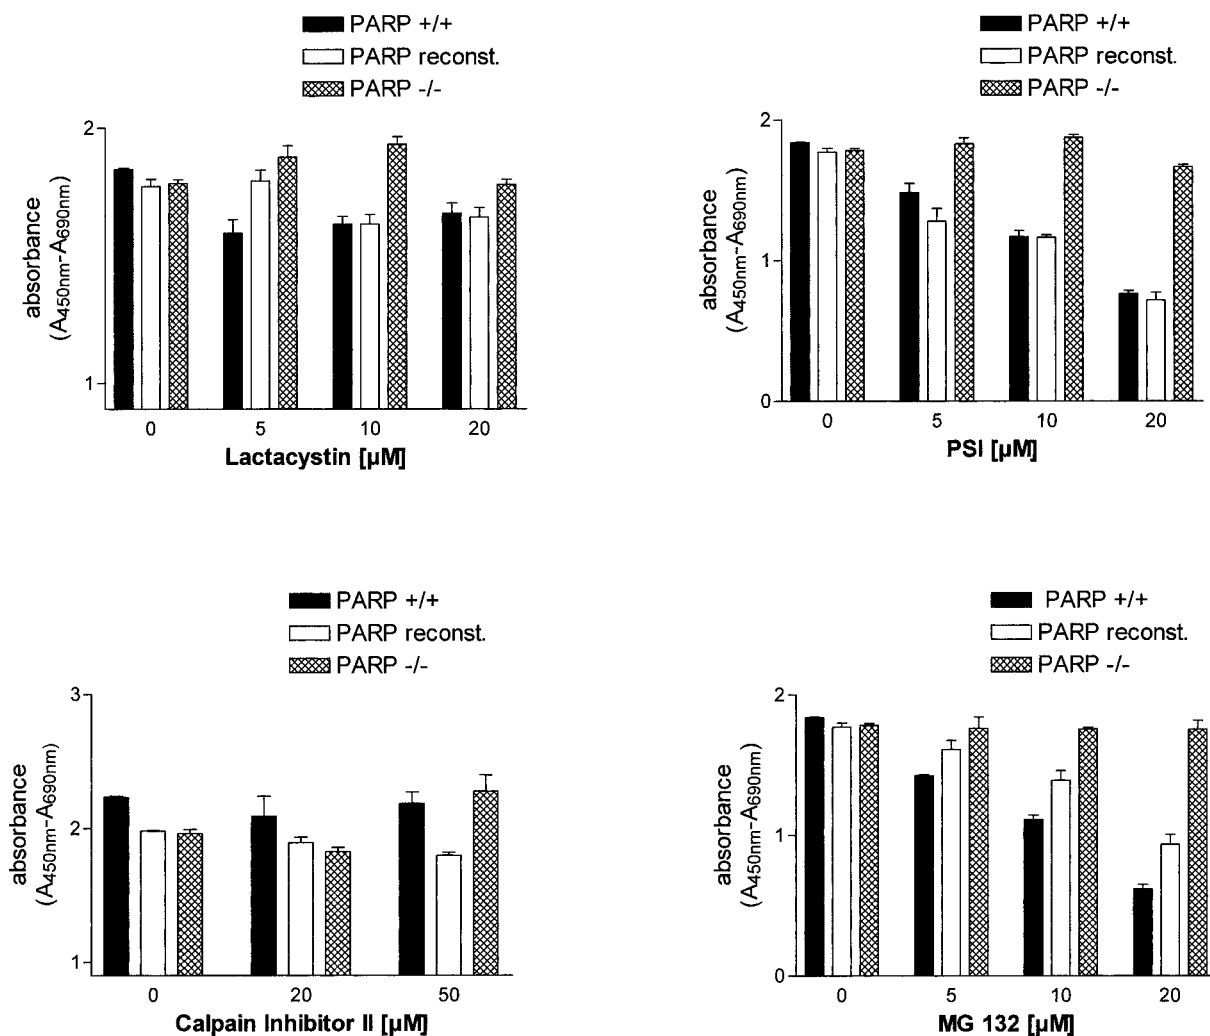 PARP +/+
PARP reconst.
PARP -/-
absorbance
(A450nm-A690nm)
2
1
0 5 10 20
Lactacystin [µM]
PARP +/+
PARP reconst.
PARP -/-
absorbance
(A450nm-A690nm)
2
1
0
0 5 10 20
PSI [µM]
PARP +/+
PARP reconst.
PARP -/-
absorbance
(A450nm-A690nm)
3
2
1
0 20 50
Calpain Inhibitor II [µM]
PARP +/+
PARP reconst.
PARP -/-
absorbance
(A450nm-A690nm)
2
1
0
0 5 10 20
MG 132 [µM]